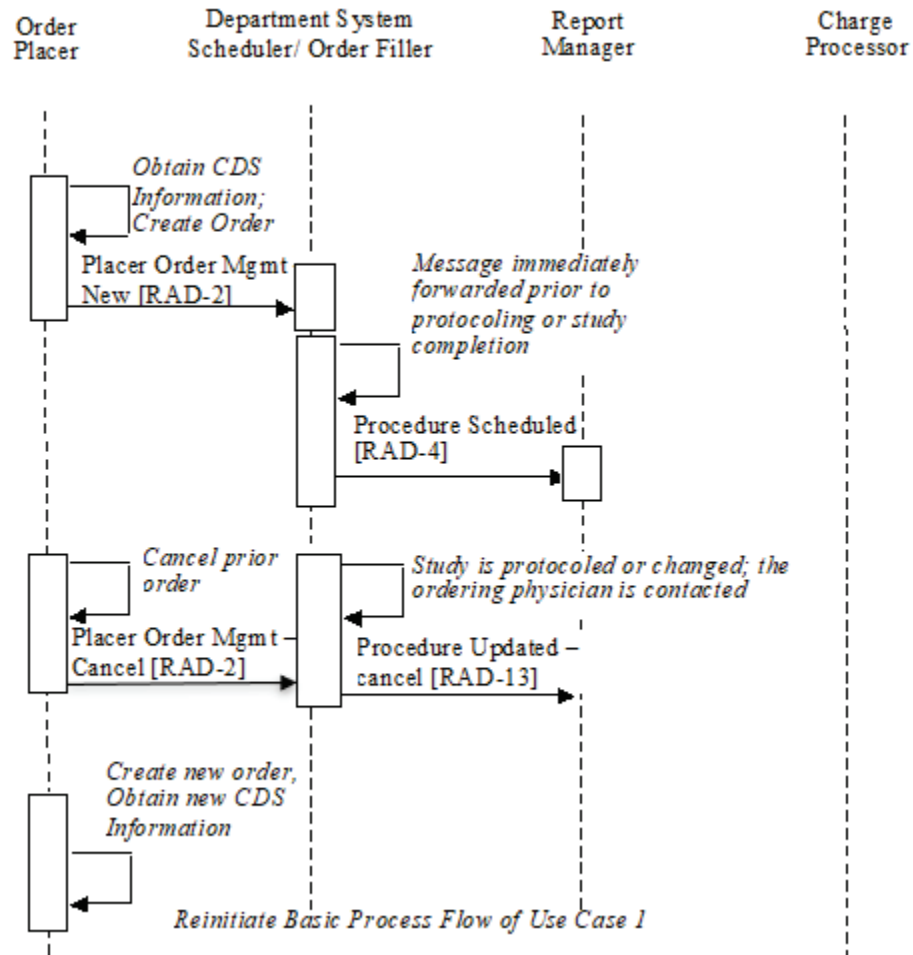 Order
Placer
Department System
Scheduler/ Order Filler
Report
Manager
Charge
Processor
Obtain CDS
Information;
Create Order
Placer Order Mgmt
New [RAD-2]
Message immediately
forwarded prior to
protocoling or study
completion
Procedure Scheduled
[RAD-4]
Cancel prior
order
Study is protocoled or changed; the
ordering physician is contacted
Placer Order Mgmt –
Cancel [RAD-2]
Procedure Updated –
cancel [RAD-13]
Create new order,
Obtain new CDS
Information
Reinitiate Basic Process Flow of Use Case 1